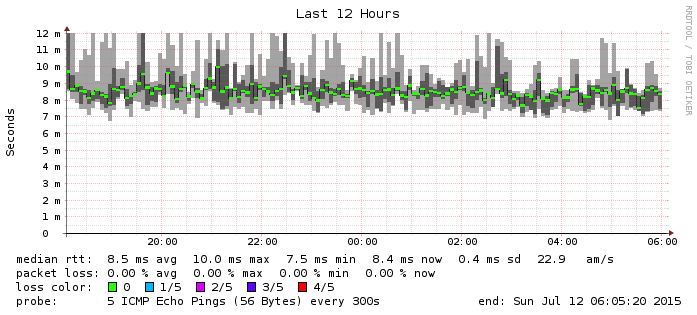 Last 12 Hours
RRDTOOL / TOBI OETIKER
Seconds
12 m
11 m
10 m
9 m
8 m
7 m
6 m
5 m
4 m
3 m
2 m
1 m
0
20:00 22:00 00:00 02:00 04:00 06:00
median rtt: 8.5 ms avg 10.0 ms max 7.5 ms min 8.4 ms now 0.4 ms sd 22.9 am/s
packet loss: 0.00 % avg 0.00 % max 0.00 % min 0.00 % now
loss color: 0 1/5 2/5 3/5 4/5
probe: 5 ICMP Echo Pings (56 Bytes) every 300s end: Sun Jul 12 06:05:20 2015